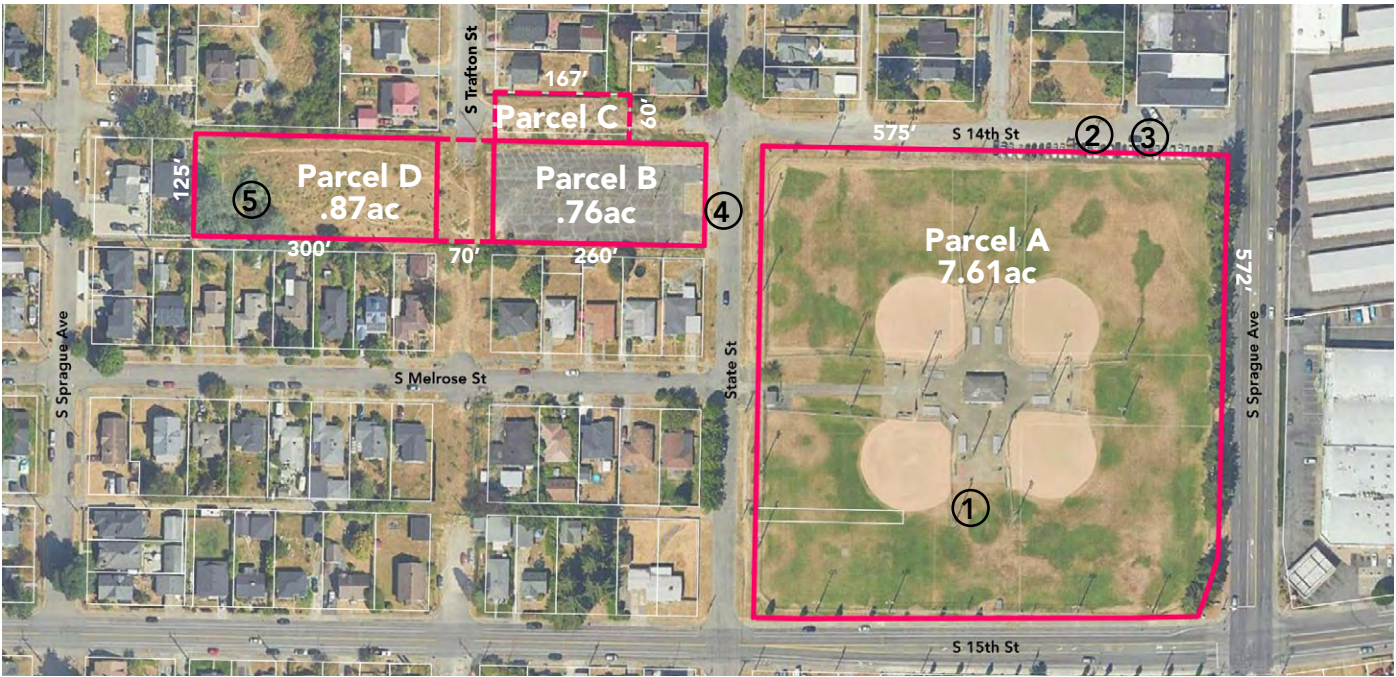 S Trafton St
167’
Parcel C
60’
575’
S 14th St
②
③
125’
Parcel D
.87ac
⑤
Parcel B
.76ac
④
300’
70’
260’
Parcel A
7.61ac
572’
S Sprague Ave
S Melrose St
State St
S Sprague Ave
①
S 15th St